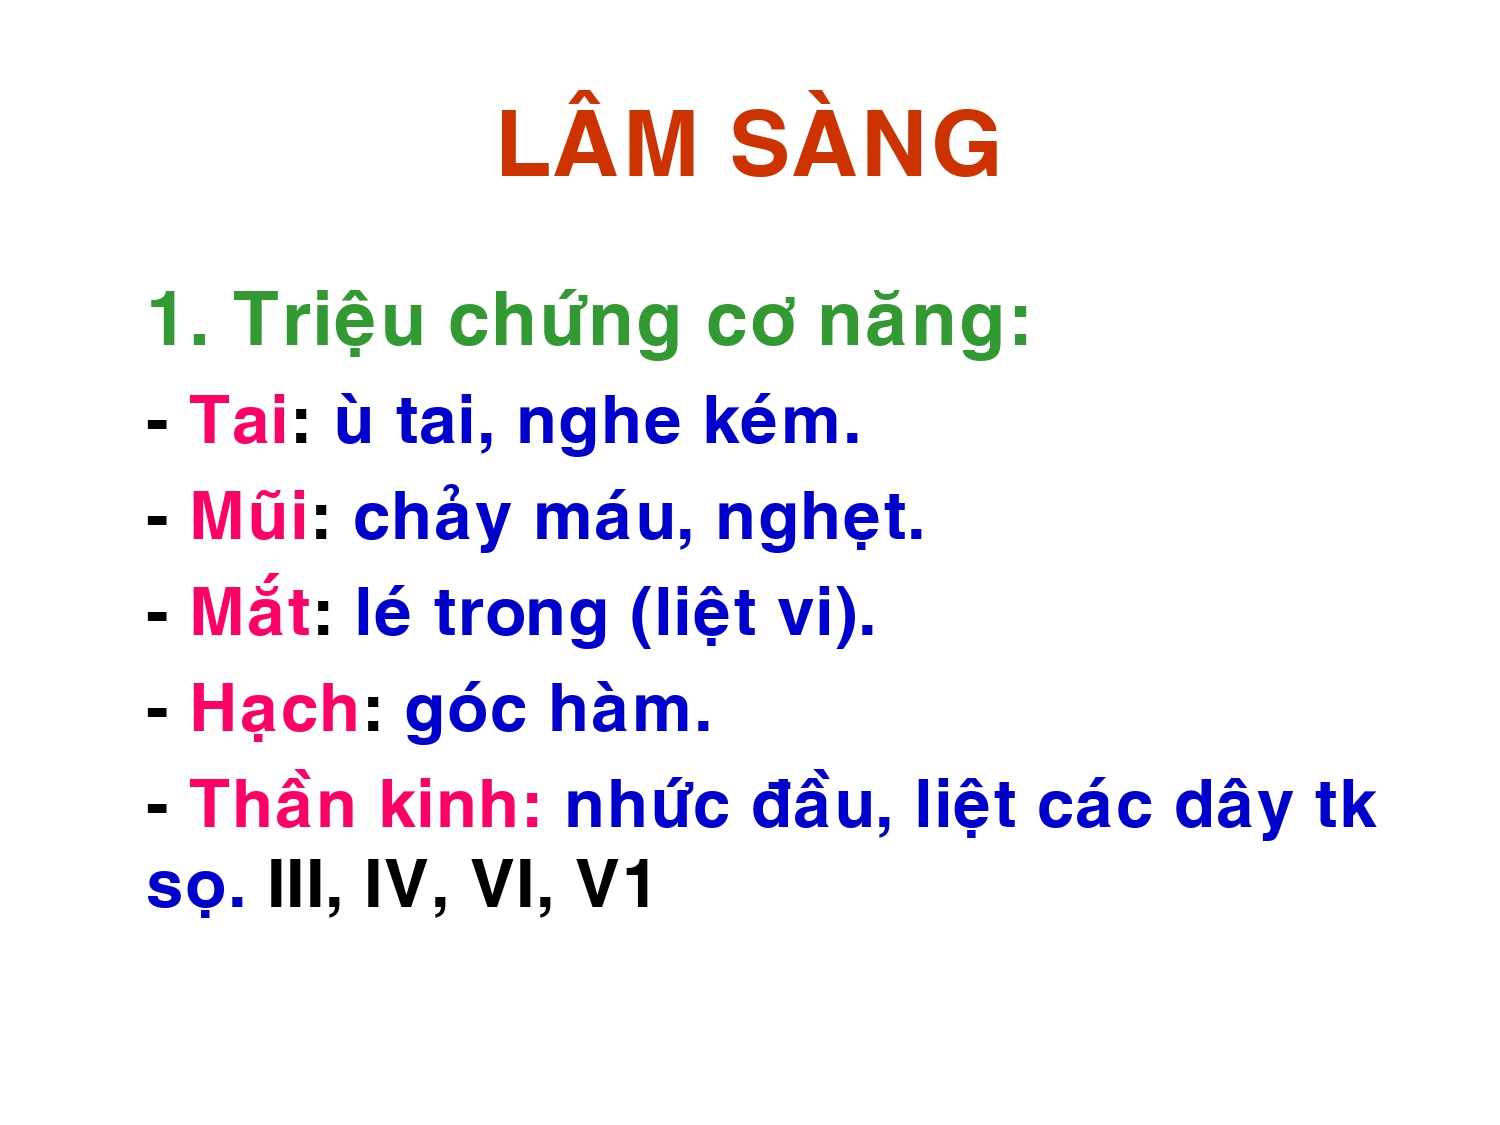 LÂM SÀNG
1. Triệu chứng cơ năng:
- Tai: ù tai, nghe kém.
- Mũi: chảy máu, nghẹt.
- Mắt: lé trong (liệt vi).
- Hạch: góc hàm.
- Thần kinh: nhức đầu, liệt các dây tk
sọ. III, IV, VI, V1